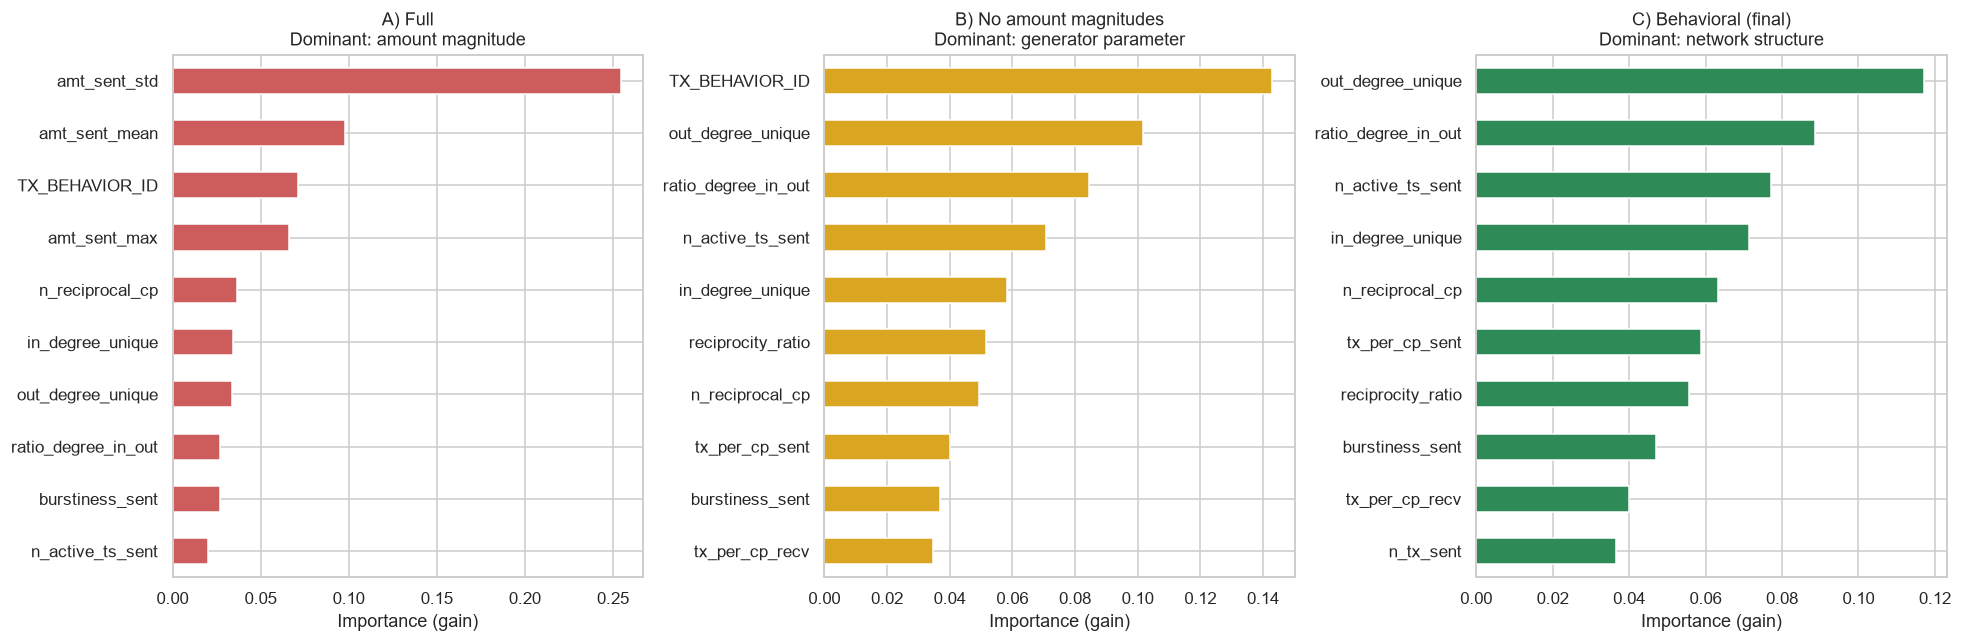 A) Full
Dominant: amount magnitude
amt_sent_std
amt_sent_mean
TX_BEHAVIOR_ID
amt_sent_max
n_reciprocal_cp
in_degree_unique
out_degree_unique
ratio_degree_in_out
burstiness_sent
n_active_ts_sent
0.00 0.05 0.10 0.15 0.20 0.25
Importance (gain)
B) No amount magnitudes
Dominant: generator parameter
TX_BEHAVIOR_ID
out_degree_unique
ratio_degree_in_out
n_active_ts_sent
in_degree_unique
reciprocity_ratio
n_reciprocal_cp
tx_per_cp_sent
burstiness_sent
tx_per_cp_recv
0.00 0.02 0.04 0.06 0.08 0.10 0.12 0.14
Importance (gain)
C) Behavioral (final)
Dominant: network structure
out_degree_unique
ratio_degree_in_out
n_active_ts_sent
in_degree_unique
n_reciprocal_cp
tx_per_cp_sent
reciprocity_ratio
burstiness_sent
tx_per_cp_recv
n_tx_sent
0.00 0.02 0.04 0.06 0.08 0.10 0.12
Importance (gain)